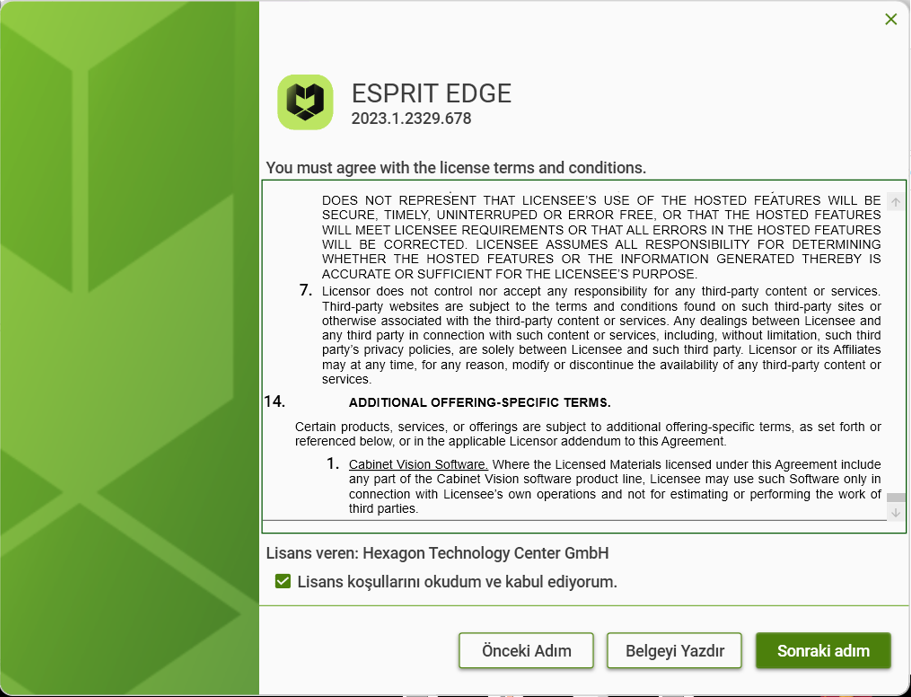 ESPRIT EDGE
2023.1.2329.678
You must agree with the license terms and conditions.
DOES NOT REPRESENT THAT LICENSEE'S USE OF THE HOSTED FEATURES WILL BE
SECURE, TIMELY, UNINTERRUPED OR ERROR FREE, OR THAT THE HOSTED FEATURES
WILL MEET LICENSEE REQUIREMENTS OR THAT ALL ERRORS IN THE HOSTED FEATURES
WILL BE CORRECTED. LICENSEE ASSUMES ALL RESPONSIBILITY FOR DETERMINING
WHETHER THE HOSTED FEATURES OR THE INFORMATION GENERATED THEREBY IS
ACCURATE OR SUFFICIENT FOR THE LICENSEE'S PURPOSE.
7. Licensor does not control nor accept any responsibility for any third-party content or services.
Third-party websites are subject to the terms and conditions found on such third-party sites or
otherwise associated with the third-party content or services. Any dealings between Licensee and
any third party in connection with such content or services, including, without limitation, such third
party's privacy policies, are solely between Licensee and such third party. Licensor or its Affiliates
may at any time, for any reason, modify or discontinue the availability of any third-party content or
services.
14. ADDITIONAL OFFERING-SPECIFIC TERMS.
Certain products, services, or offerings are subject to additional offering-specific terms, as set forth or
referenced below, or in the applicable Licensor addendum to this Agreement.
1. Cabinet Vision Software. Where the Licensed Materials licensed under this Agreement include
any part of the Cabinet Vision software product line, Licensee may use such Software only in
connection with Licensee's own operations and not for estimating or performing the work of
third parties.
Lisans veren: Hexagon Technology Center GmbH
Lisans koşullarını okudum ve kabul ediyorum.
Önceki Adım
Belgeyi Yazdır
Sonraki adım